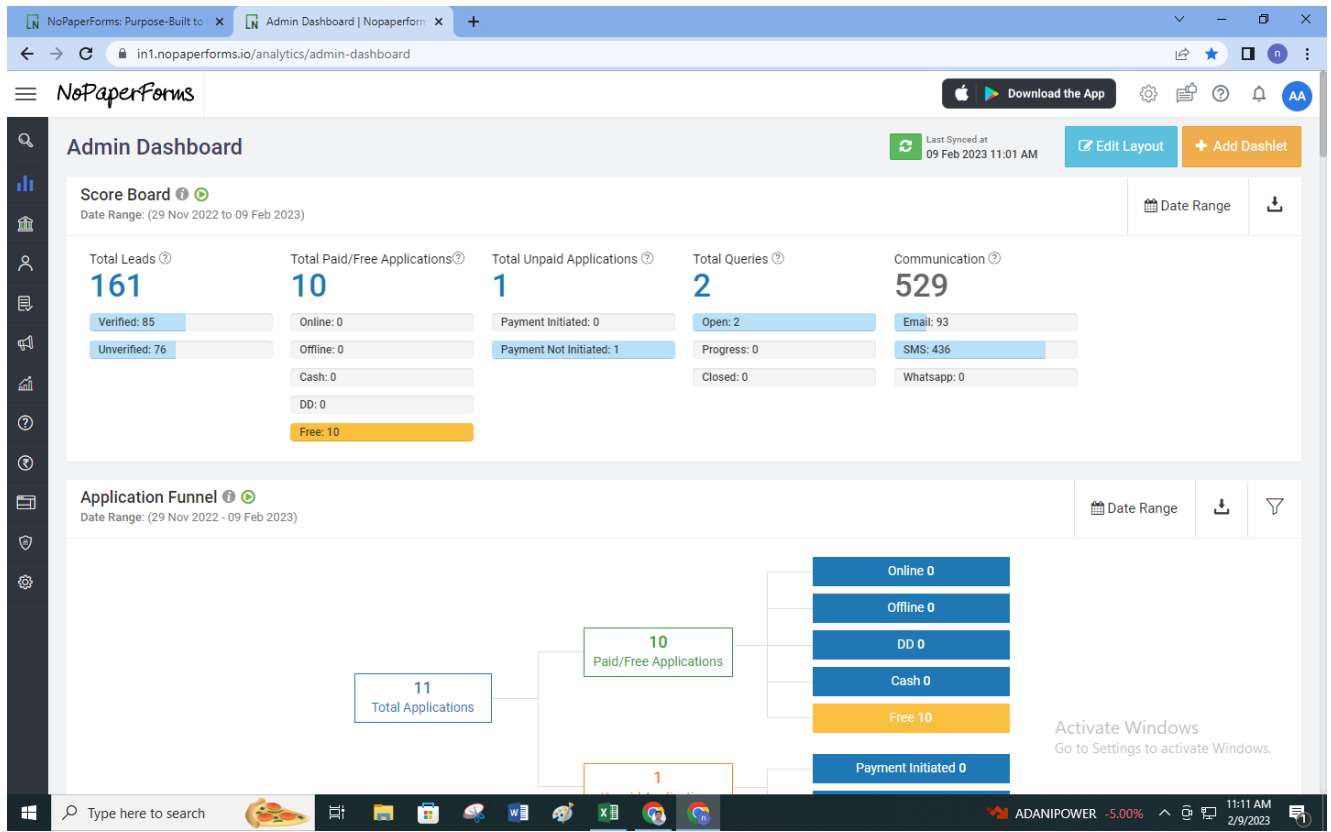 NoPaperForms: Purpose-Built to
Admin Dashboard | Nopaperform
in1.nopaperforms.io/analytics/admin-dashboard
n
NoPaperForms
Download the App
AA
Admin Dashboard
Last Synced at
09 Feb 2023 11:01 AM
Edit Layout
Add Dashlet
Score Board
Date Range: (29 Nov 2022 to 09 Feb 2023)
Date Range
Total Leads
161
Verified: 85
Unverified: 76
Total Paid/Free Applications
10
Online: 0
Offline: 0
Cash: 0
DD: 0
Free: 10
Total Unpaid Applications
1
Payment Initiated: 0
Payment Not Initiated: 1
Total Queries
2
Open: 2
Progress: 0
Closed: 0
Communication
529
Email: 93
SMS: 436
Whatsapp: 0
Application Funnel
Date Range: (29 Nov 2022 - 09 Feb 2023)
Date Range
11
Total Applications
10
Paid/Free Applications
Online 0
Offline 0
DD 0
Cash 0
Free 10
1
Payment Initiated 0
Activate Windows
Go to Settings to activate Windows.
Type here to search
ADANIPOWER -5.00%
11:11 AM
2/9/2023